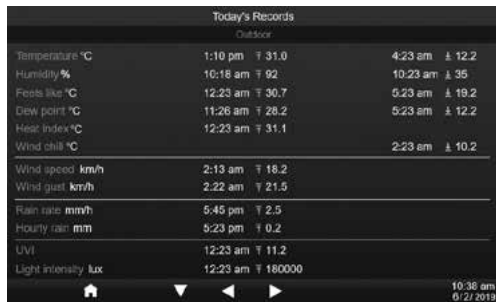 Today's Records
Outdoor
Temperature °C 1:10 pm 31.0 4:23 am 12.2
Humidity % 10:18 am 92 10:23 am 35
Feels like °C 12:23 am 30.7 5:23 am 19.2
Dew point °C 11:26 am 28.2 5:23 am 12.2
Heat Index °C 12:23 am 31.1
Wind chill °C 2:23 am 10.2
Wind speed km/h 2:13 am 18.2
Wind gust km/h 2:22 am 21.5
Rain rate mm/h 5:45 pm 2.5
Hourly rain mm 5:23 pm 0.2
UVI 12:23 am 11.2
Light intensity lux 12:23 am 180000
10:38 am
6/2/2019